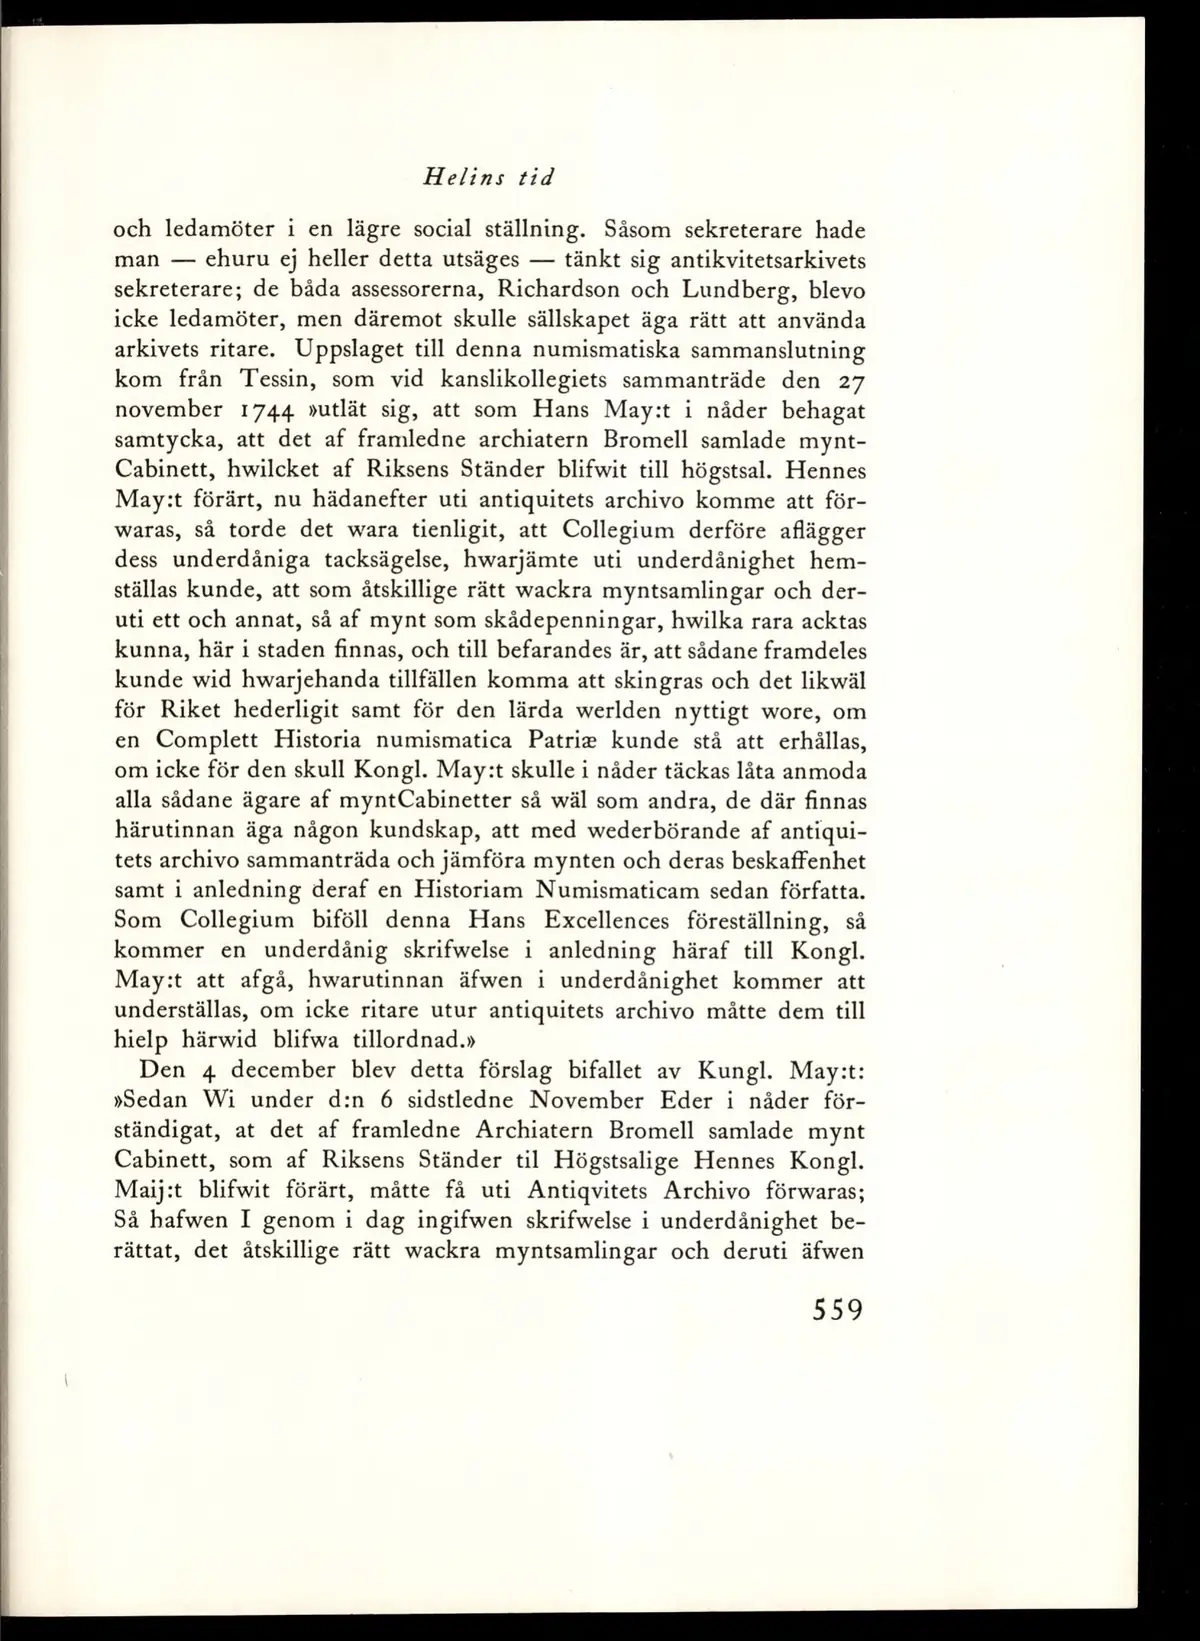 Helins tid
och ledamöter i en lägre social ställning. Såsom sekreterare hade
man — ehuru ej heller detta utsäges — tänkt sig antikvitetsarkivets
sekreterare; de båda assessorerna, Richardson och Lundberg, blevo
icke ledamöter, men däremot skulle sällskapet äga rätt att använda
arkivets ritare. Uppslaget till denna numismatiska sammanslutning
kom från Tessin, som vid kanslikollegiets sammanträde den 27
november 1744 »utlät sig, att som Hans May:t i nåder behagat
samtycka, att det af framledne archiatern Bromell samlade mynt-
Cabinett, hwilcket af Riksens Ständer blifwit till högstsal. Hennes
May:t förärt, nu hädanefter uti antiquitets archivo komme att för-
waras, så torde det wara tienligit, att Collegium derföre aflägger
dess underdåniga tacksägelse, hwarjämte uti underdånighet hem-
ställas kunde, att som åtskillige rätt wackra myntsamlingar och der-
uti ett och annat, så af mynt som skådepenningar, hwilka rara acktas
kunna, här i staden finnas, och till befarandes är, att sådane framdeles
kunde wid hwarjehanda tillfällen komma att skingras och det likwäl
för Riket hederligit samt för den lärda werlden nyttigt wore, om
en Complett Historia numismatica Patriæ kunde stå att erhållas,
om icke för den skull Kongl. May:t skulle i nåder täckas låta anmoda
alla sådane ägare af myntCabinetter så wäl som andra, de där finnas
härutinnan äga någon kundskap, att med wederbörande af antiqui-
tets archivo sammanträda och jämföra mynten och deras beskaffenhet
samt i anledning deraf en Historiam Numismaticam sedan författa.
Som Collegium biföll denna Hans Excellences föreställning, så
kommer en underdånig skrifwelse i anledning häraf till Kongl.
May:t att afgå, hwarutinnan äfwen i underdånighet kommer att
underställas, om icke ritare utur antiquitets archivo måtte dem till
hielp härwid blifwa tillordnad.»
Den 4 december blev detta förslag bifallet av Kungl. May:t:
»Sedan Wi under d:n 6 sidstledne November Eder i nåder för-
ständigat, at det af framledne Archiatern Bromell samlade mynt
Cabinett, som af Riksens Ständer til Högstsalige Hennes Kongl.
Maij:t blifwit förärt, måtte få uti Antiqvitets Archivo förwaras;
Så hafwen I genom i dag ingifwen skrifwelse i underdånighet be-
rättat, det åtskillige rätt wackra myntsamlingar och deruti äfwen
559